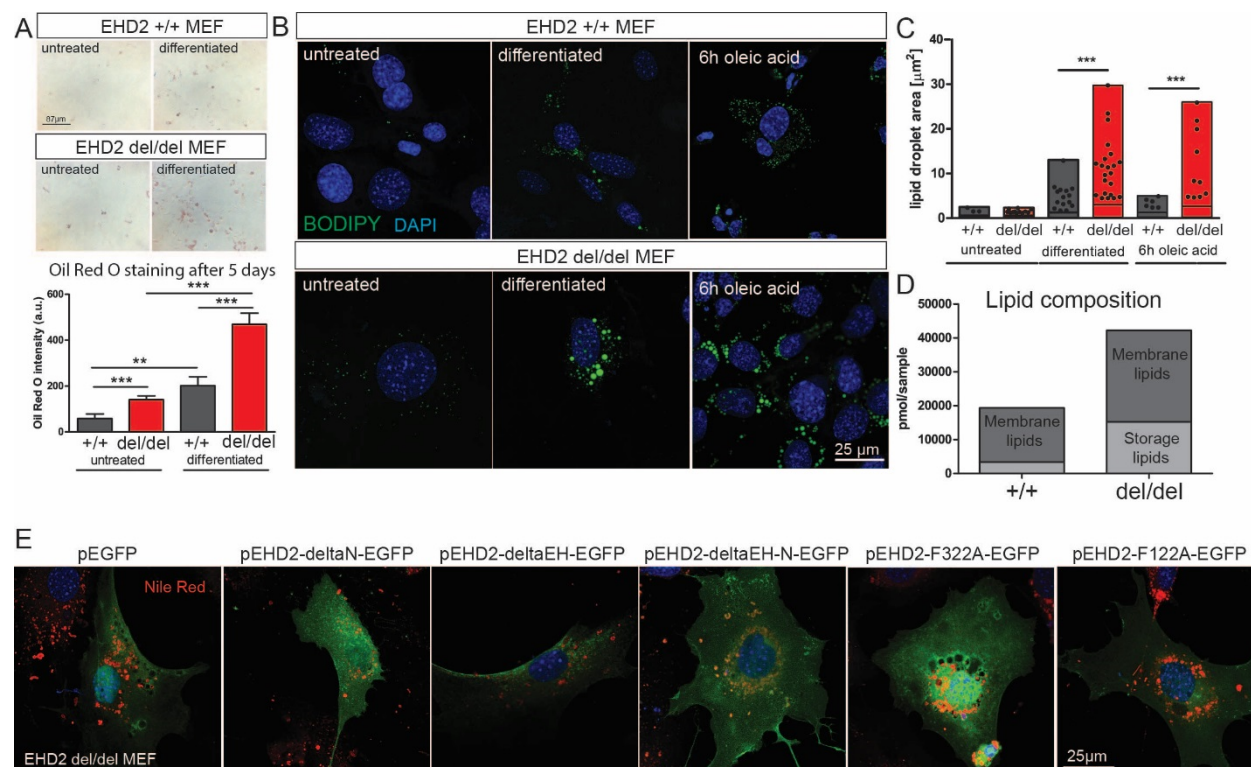 A
EHD2 +/+ MEF
untreated
differentiated
87µm
EHD2 del/del MEF
untreated
differentiated
Oil Red O staining after 5 days
Oil Red O intensity (a.u.)
600
400
200
0
***
***
**
***
+/+
del/del
+/+
del/del
untreated
differentiated
B
EHD2 +/+ MEF
untreated
differentiated
6h oleic acid
BODIPY DAPI
EHD2 del/del MEF
untreated
differentiated
6h oleic acid
25 µm
C
lipid droplet area [µm²]
40
30
20
10
0
***
***
+/+
del/del
+/+
del/del
+/+
del/del
untreated
differentiated
6h oleic acid
D
Lipid composition
pmol/sample
50000
40000
30000
20000
10000
0
Membrane
lipids
Membrane
lipids
Storage
lipids
+/+
del/del
E
pEGFP
pEHD2-deltaN-EGFP
pEHD2-deltaEH-EGFP
pEHD2-deltaEH-N-EGFP
pEHD2-F322A-EGFP
pEHD2-F122A-EGFP
Nile Red
EHD2 del/del MEF
25µm